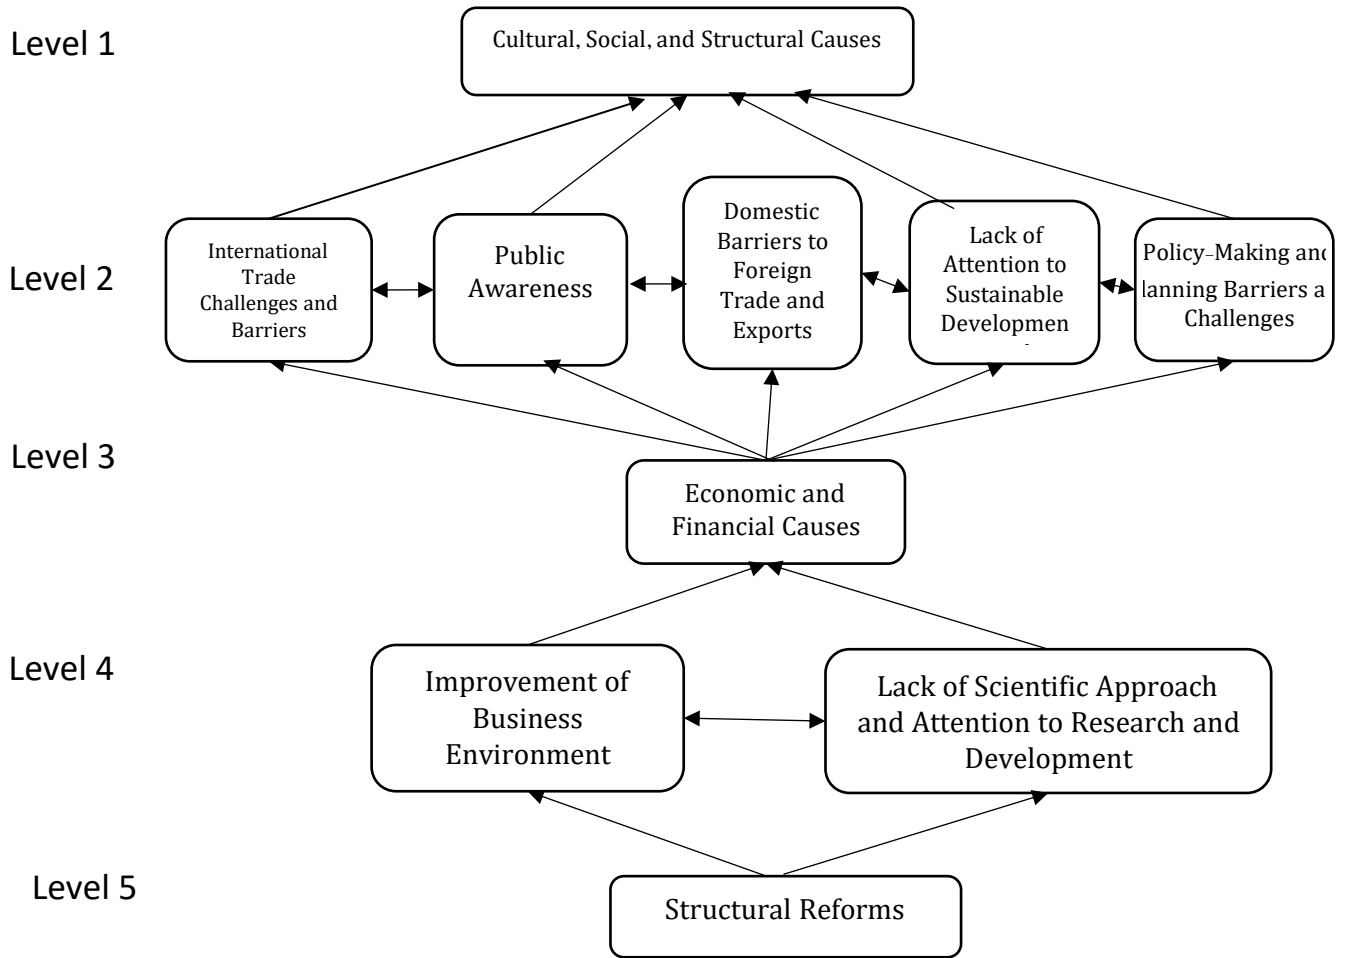 Level 1
Cultural, Social, and Structural Causes
Level 2
International
Trade
Challenges and
Barriers
Public
Awareness
Domestic
Barriers to
Foreign
Trade and
Exports
Lack of
Attention to
Sustainable
Developmen
Policy-Making and
lanning Barriers a
Challenges
Level 3
Economic and
Financial Causes
Level 4
Improvement of
Business
Environment
Lack of Scientific Approach
and Attention to Research and
Development
Level 5
Structural Reforms